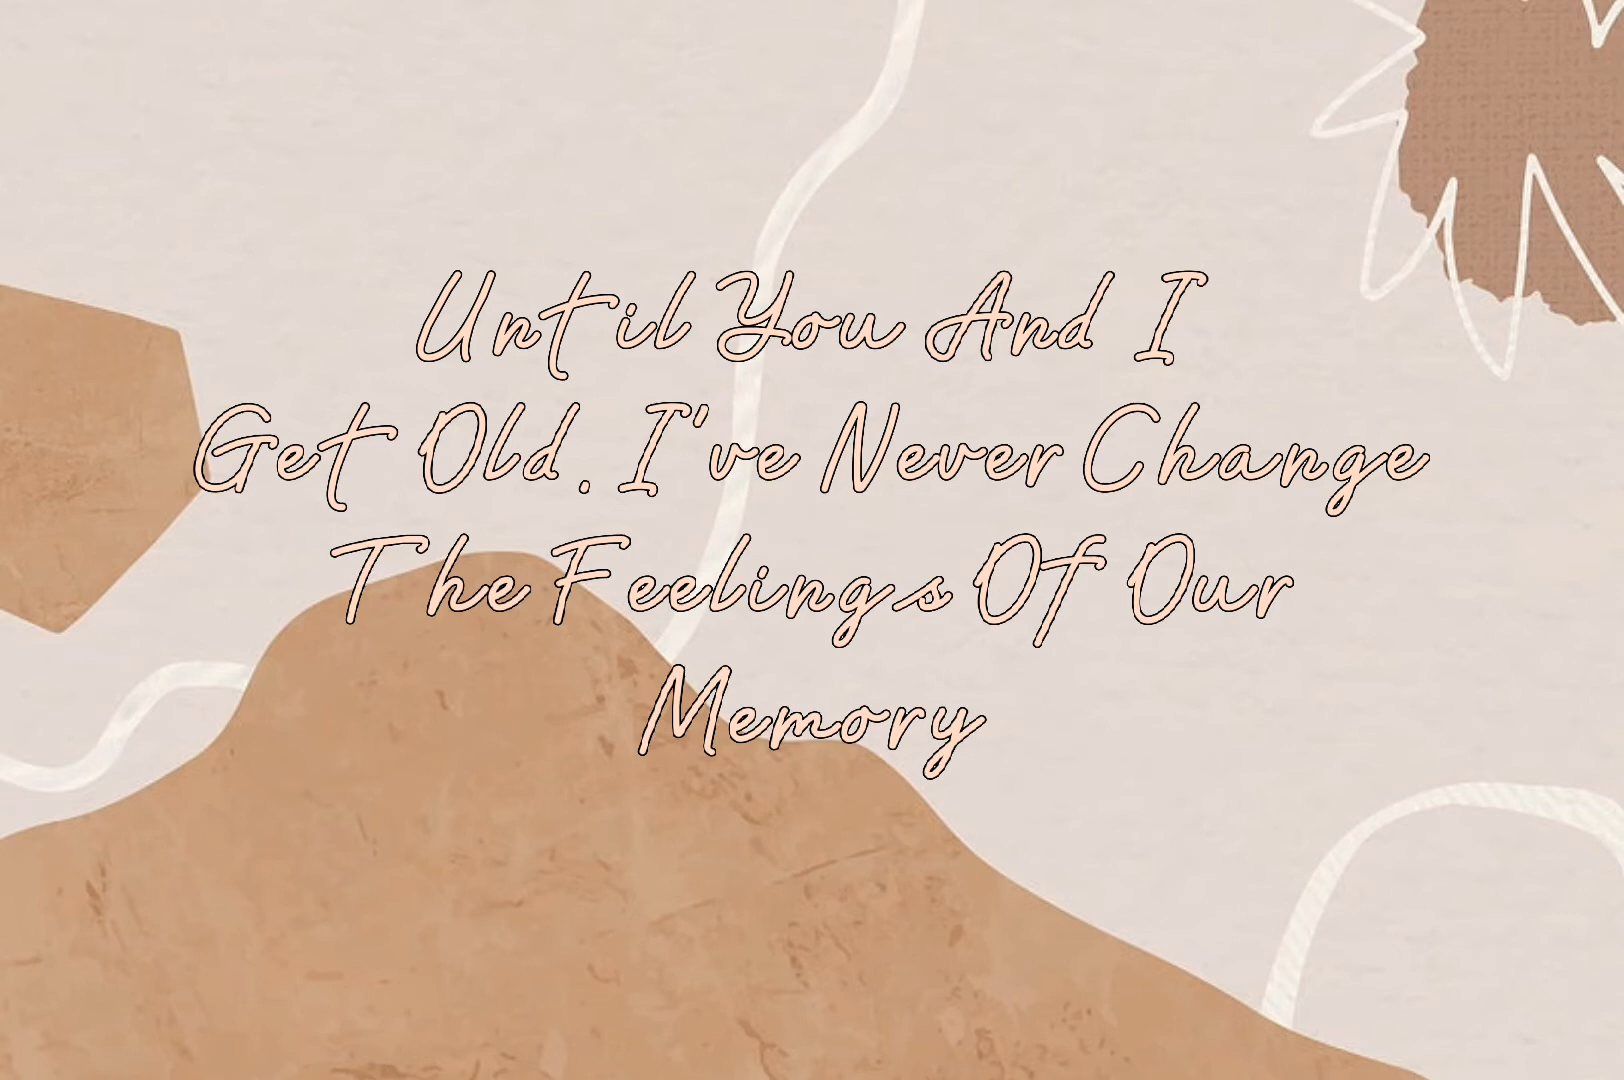 Until You And I
Get Old. I've Never Change
The Feelings Of Our
Memory